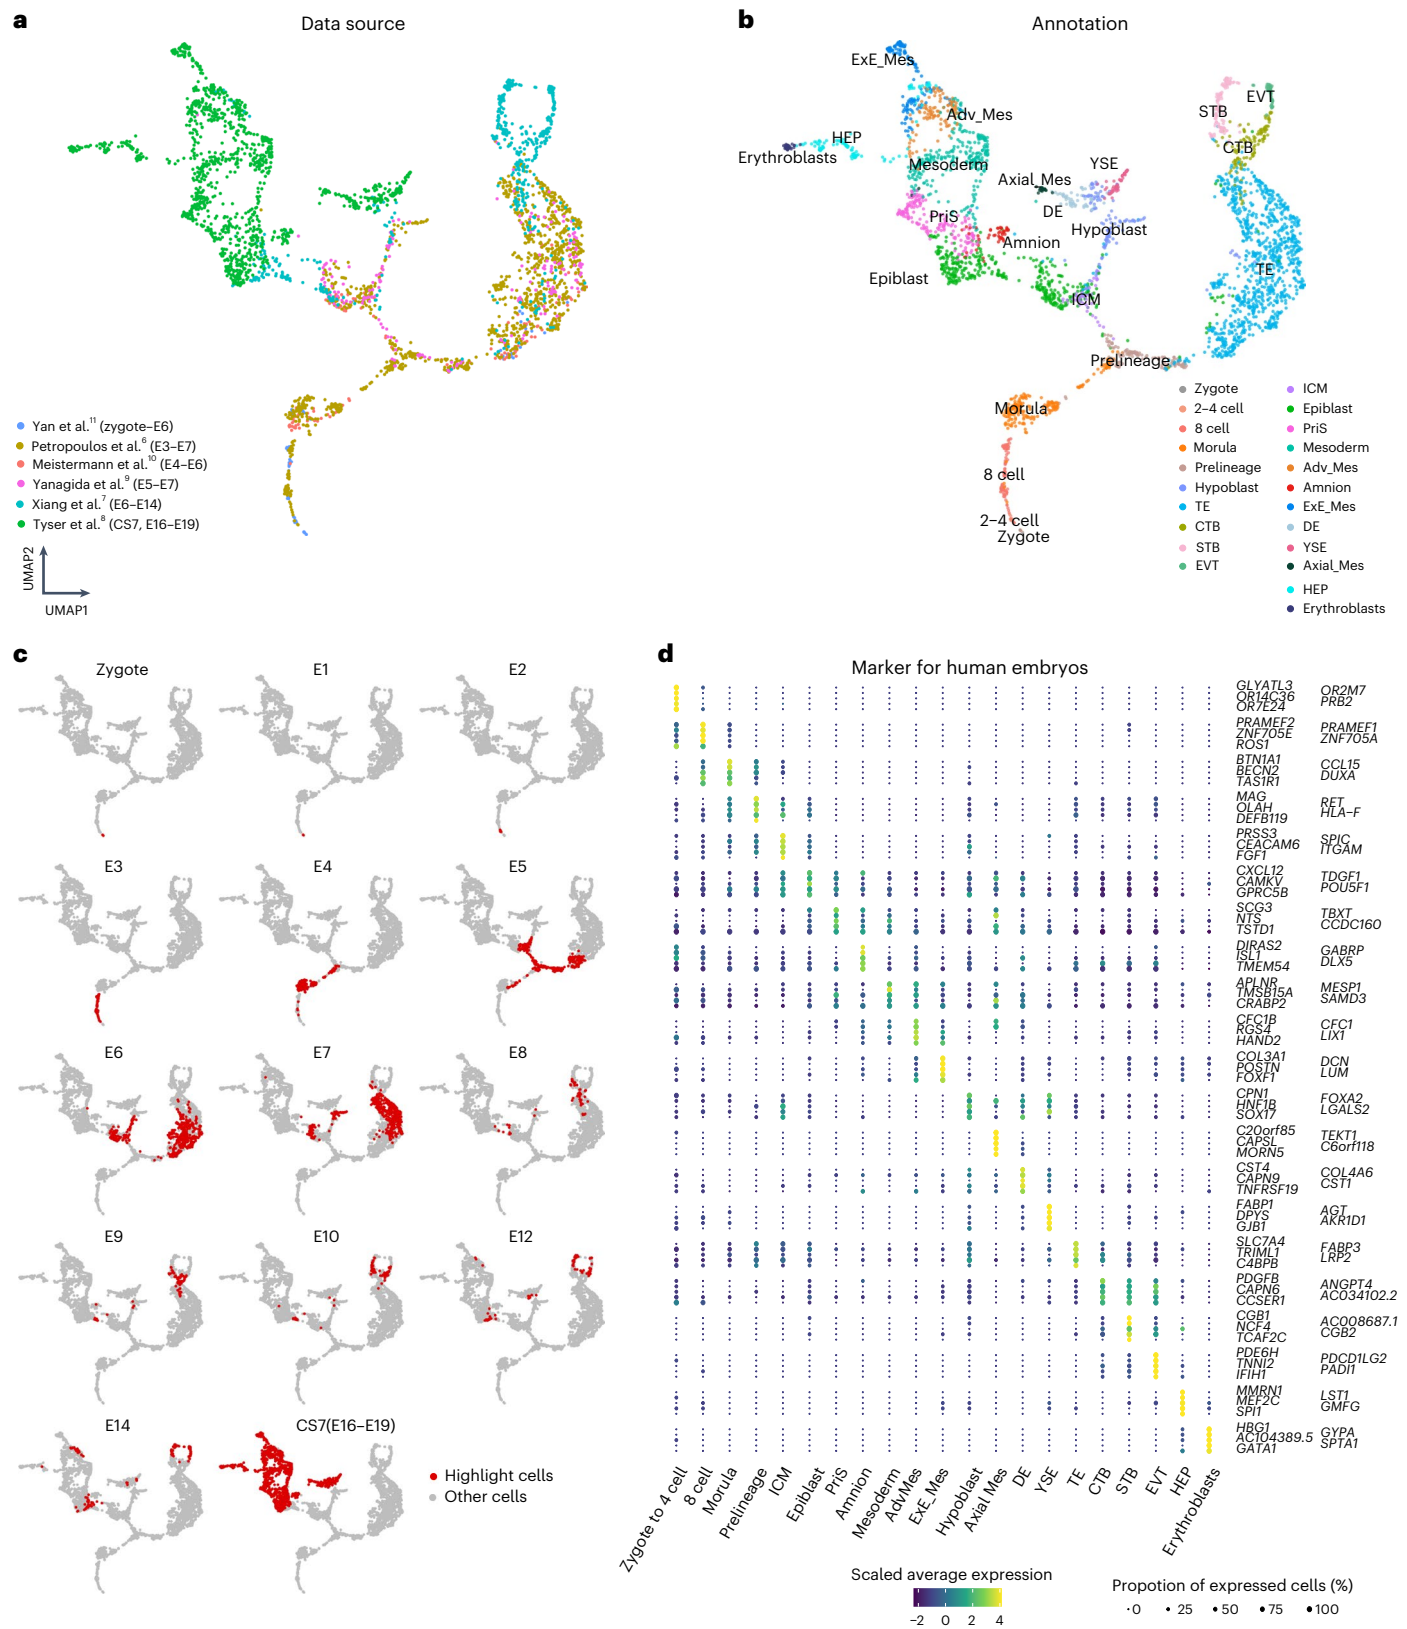 a
Data source
Yan et al.11 (zygote–E6)
Petropoulos et al.6 (E3–E7)
Meistermann et al.10 (E4–E6)
Yanagida et al.9 (E5–E7)
Xiang et al.7 (E6–E14)
Tyser et al.8 (CS7, E16–E19)
UMAP2
UMAP1
b
Annotation
ExE_Mes
Adv_Mes
HEP
Erythroblasts
Mesoderm
Axial_Mes
YSE
DE
PriS
Amnion
Hypoblast
Epiblast
ICM
EVT
STB
CTB
TE
Prelineage
Morula
8 cell
2–4 cell
Zygote
Zygote
2–4 cell
8 cell
Morula
Prelineage
Hypoblast
TE
CTB
STB
EVT
ICM
Epiblast
PriS
Mesoderm
Adv_Mes
Amnion
ExE_Mes
DE
YSE
Axial_Mes
HEP
Erythroblasts
c
Zygote
E1
E2
E3
E4
E5
E6
E7
E8
E9
E10
E12
E14
CS7(E16–E19)
Highlight cells
Other cells
d
Marker for human embryos
GLYATL3
OR14C36
OR7E24
OR2M7
PRB2
PRAMEF2
ZNF705E
ROS1
PRAMEF1
ZNF705A
BTN1A1
BECN2
TAS1R1
CCL15
DUXA
MAG
OLAH
DEFB119
RET
HLA–F
PRSS3
CEACAM6
FGF1
SPIC
ITGAM
CXCL12
CAMKV
GPRC5B
TDGF1
POU5F1
SCG3
NTS
TSTD1
TBXT
CCDC160
DIRAS2
ISL1
TMEM54
GABRP
DLX5
APLNR
TMSB15A
CRABP2
MESP1
SAMD3
CFC1B
RGS4
HAND2
CFC1
LIX1
COL3A1
POSTN
FOXF1
DCN
LUM
CPN1
HNF1B
SOX17
FOXA2
LGALS2
C20orf85
CAPSL
MORN5
TEKT1
C6orf118
CST4
CAPN9
TNFRSF19
COL4A6
CST1
FABP1
DPYS
GJB1
AGT
AKR1D1
SLC7A4
TRIML1
C4BPB
FABP3
LRP2
PDGFB
CAPN6
CCSER1
ANGPT4
AC034102.2
CGB1
NCF4
TCAF2C
AC008687.1
CGB2
PDE6H
TNNI2
IFIH1
PDCD1LG2
PADI1
MMRN1
MEF2C
SPI1
LST1
GMFG
HBG1
AC104389.5
GATA1
GYPA
SPTA1
Zygote to 4 cell
8 cell
Morula
Prelineage
ICM
Epiblast
PriS
Amnion
Mesoderm
AdvMes
ExE_Mes
Hypoblast
Axial Mes
DE
YSE
TE
CTB
STB
EVT
HEP
Erythroblasts
Scaled average expression
–2 0 2 4
Propotion of expressed cells (%)
0 25 50 75 100